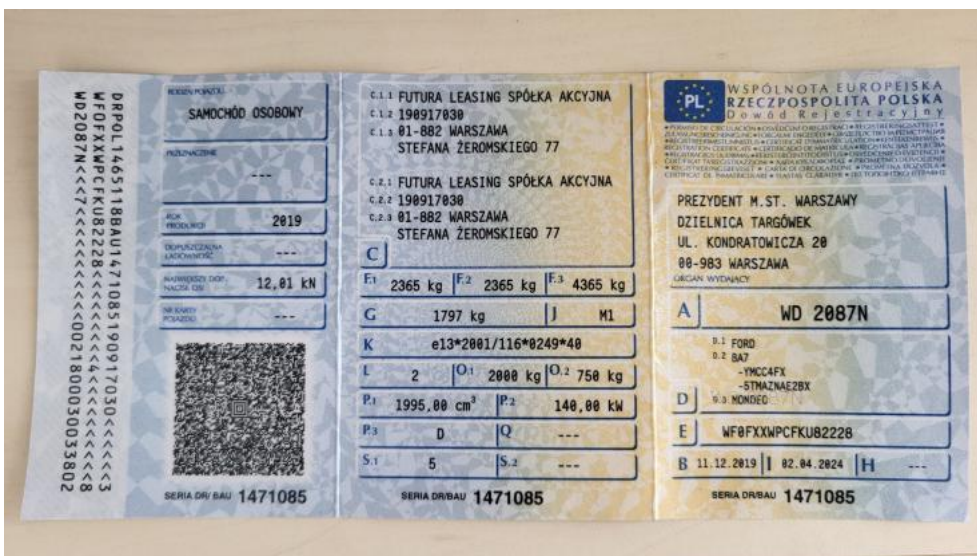 DRPOL1465118BAU1471085190917030<<<<<3
WF0FXXWPCFKU82228<<<<4<<<<<<<<8
WD2087N<<<7<<<<<<<<002180003003802
RODZAJ POJAZDU
SAMOCHÓD OSOBOWY
PRZEZNACZENIE
---
ROK PRODUKCJI
2019
DOPUSZCZALNA ŁADOWNOŚĆ
---
NAJWIĘKSZY DOP. NACISK OSI
12,01 kN
NR KARTY POJAZDU
---
SERIA DR/ BAU 1471085
C.1.1 FUTURA LEASING SPÓŁKA AKCYJNA
C.1.2 190917030
C.1.3 01-882 WARSZAWA
STEFANA ŻEROMSKIEGO 77
C.2.1 FUTURA LEASING SPÓŁKA AKCYJNA
C.2.2 190917030
C.2.3 01-882 WARSZAWA
STEFANA ŻEROMSKIEGO 77
C
F.1 2365 kg F.2 2365 kg F.3 4365 kg
G 1797 kg J M1
K e13*2001/116*0249*40
L 2 O.1 2000 kg O.2 750 kg
P.1 1995,00 cm³ P.2 140,00 kW
P.3 D Q ---
S.1 5 S.2 ---
SERIA DR/BAU 1471085
PL
WSPÓLNOTA EUROPEJSKA
RZECZPOSPOLITA POLSKA
Dowód Rejestracyjny
PREZYDENT M.ST. WARSZAWY
DZIELNICA TARGÓWEK
UL. KONDRATOWICZA 20
00-983 WARSZAWA
ORGAN WYDAJĄCY
A WD 2087N
D.1 FORD
D.2 BA7
-YMCC4FX
-5TMAZNAE2BX
D D.3 MONDEO
E WF0FXXWPCFKU82228
B 11.12.2019 I 02.04.2024 H ---
SERIA DR/BAU 1471085